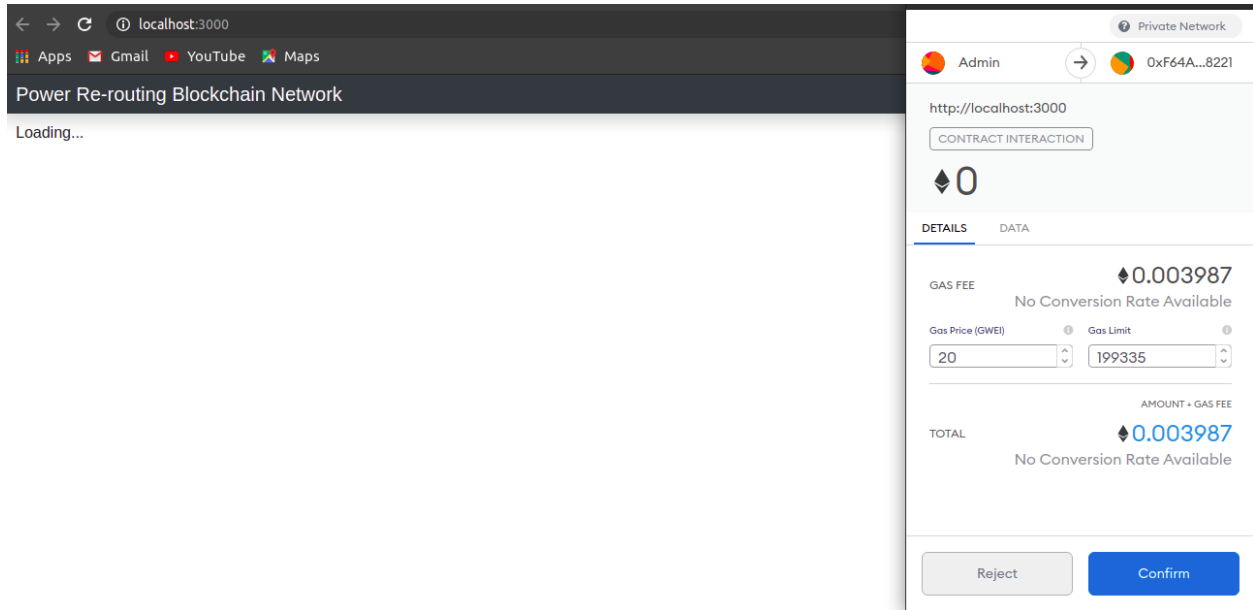 localhost:3000
Apps Gmail YouTube Maps
Power Re-routing Blockchain Network
Loading...
Private Network
Admin 0xF64A...8221
http://localhost:3000
CONTRACT INTERACTION
0
DETAILS DATA
GAS FEE 0.003987
No Conversion Rate Available
Gas Price (GWEI) Gas Limit
20 199335
AMOUNT + GAS FEE
TOTAL 0.003987
No Conversion Rate Available
Reject Confirm